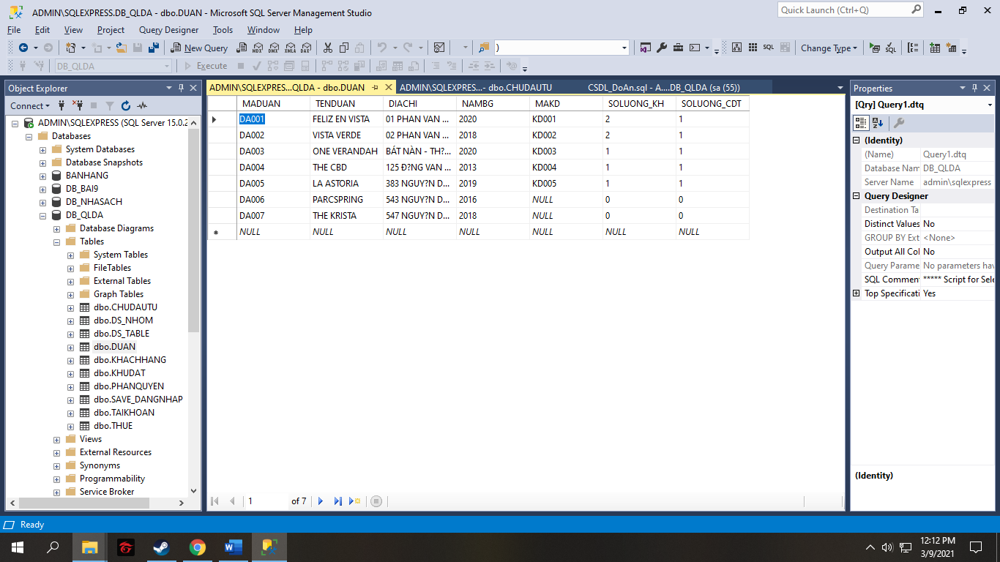 ADMIN\SQLEXPRESS.DB_QLDA - dbo.DUAN - Microsoft SQL Server Management Studio
Quick Launch (Ctrl+Q)
File Edit View Project Query Designer Tools Window Help
New Query MDX DMX XMLA DAX ) SQL Change Type SQL
DB_QLDA Execute
Object Explorer
Connect
ADMIN\SQLEXPRESS (SQL Server 15.0.2
Databases
System Databases
Database Snapshots
BANHANG
DB_BAI9
DB_NHASACH
DB_QLDA
Database Diagrams
Tables
System Tables
FileTables
External Tables
Graph Tables
dbo.CHUDAUTU
dbo.DS_NHOM
dbo.DS_TABLE
dbo.DUAN
dbo.KHACHHANG
dbo.KHUDAT
dbo.PHANQUYEN
dbo.SAVE_DANGNHAP
dbo.TAIKHOAN
dbo.THUE
Views
External Resources
Synonyms
Programmability
Service Broker
ADMIN\SQLEXPRES...QLDA - dbo.DUAN ADMIN\SQLEXPRES...- dbo.CHUDAUTU CSDL_DoAn.sql - A....DB_QLDA (sa (55))
MADUAN TENDUAN DIACHI NAMBG MAKD SOLUONG_KH SOLUONG_CDT
DA001 FELIZ EN VISTA 01 PHAN VAN ... 2020 KD001 2 1
DA002 VISTA VERDE 02 PHAN VAN ... 2018 KD002 2 1
DA003 ONE VERANDAH BÁT NÀN - TH?... 2020 KD003 1 1
DA004 THE CBD 125 Đ?NG VAN ... 2013 KD004 1 1
DA005 LA ASTORIA 383 NGUY?N D... 2019 KD005 1 1
DA006 PARCSPRING 543 NGUY?N D... 2016 NULL 0 0
DA007 THE KRISTA 547 NGUY?N D... 2018 NULL 0 0
NULL NULL NULL NULL NULL NULL NULL
1 of 7
Properties
[Qry] Query1.dtq
(Identity)
(Name) Query1.dtq
Database Nam DB_QLDA
Server Name admin\sqlexpress
Query Designer
Destination Ta
Distinct Values No
GROUP BY Ext <None>
Output All Col No
Query Parame No parameters hav
SQL Comment ***** Script for Sele
Top Specificati Yes
(Identity)
Ready
12:12 PM
3/9/2021